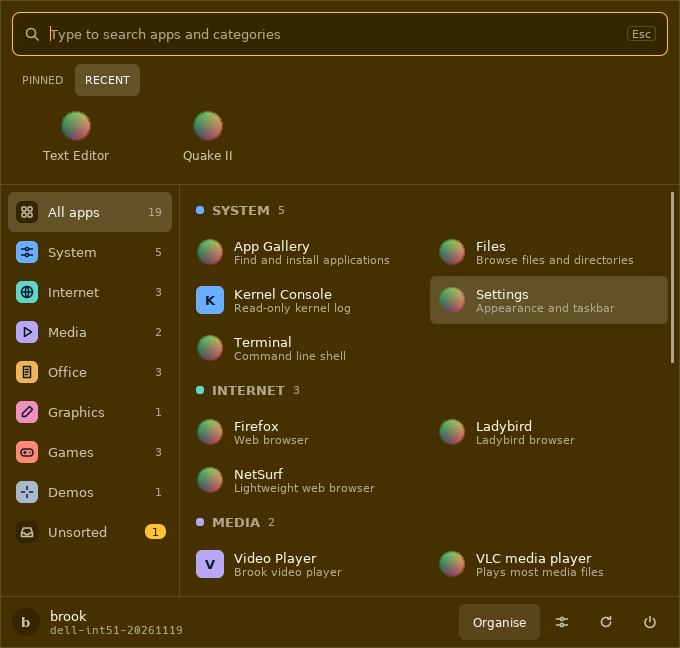 Type to search apps and categories
Esc
PINNED
RECENT
Text Editor
Quake II
All apps 19
System 5
Internet 3
Media 2
Office 3
Graphics 1
Games 3
Demos 1
Unsorted 1
SYSTEM 5
App Gallery
Find and install applications
Files
Browse files and directories
K
Kernel Console
Read-only kernel log
Settings
Appearance and taskbar
Terminal
Command line shell
INTERNET 3
Firefox
Web browser
Ladybird
Ladybird browser
NetSurf
Lightweight web browser
MEDIA 2
V
Video Player
Brook video player
VLC media player
Plays most media files
b
brook
dell-int51-20261119
Organise